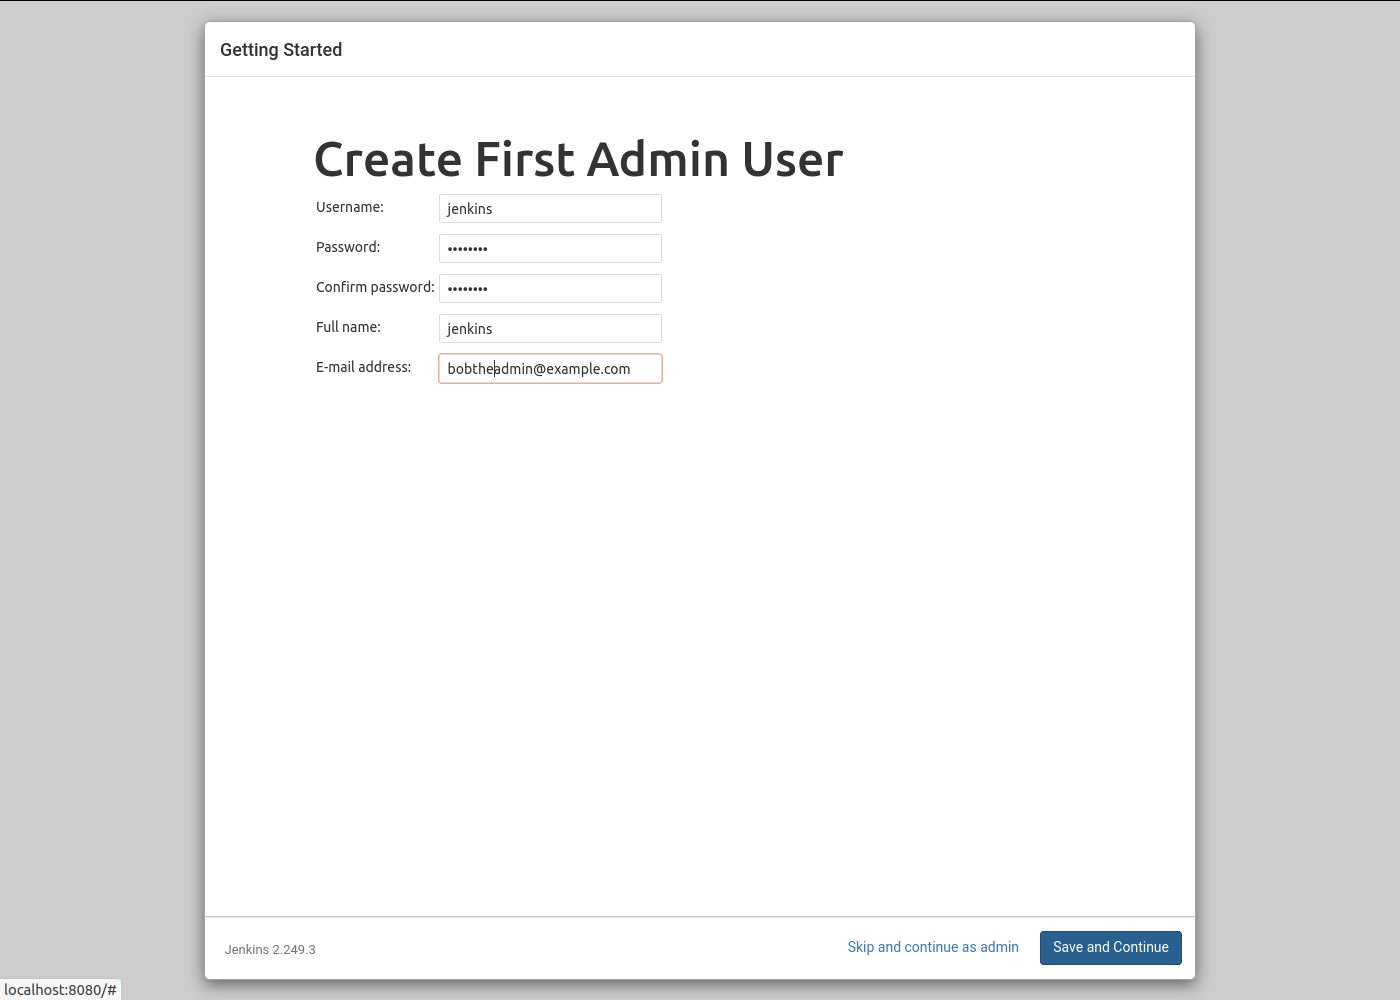 Getting Started
Create First Admin User
Username: jenkins
Password: ••••••••
Confirm password: ••••••••
Full name: jenkins
E-mail address: bobtheadmin@example.com
Jenkins 2.249.3 Skip and continue as admin Save and Continue
localhost:8080/#